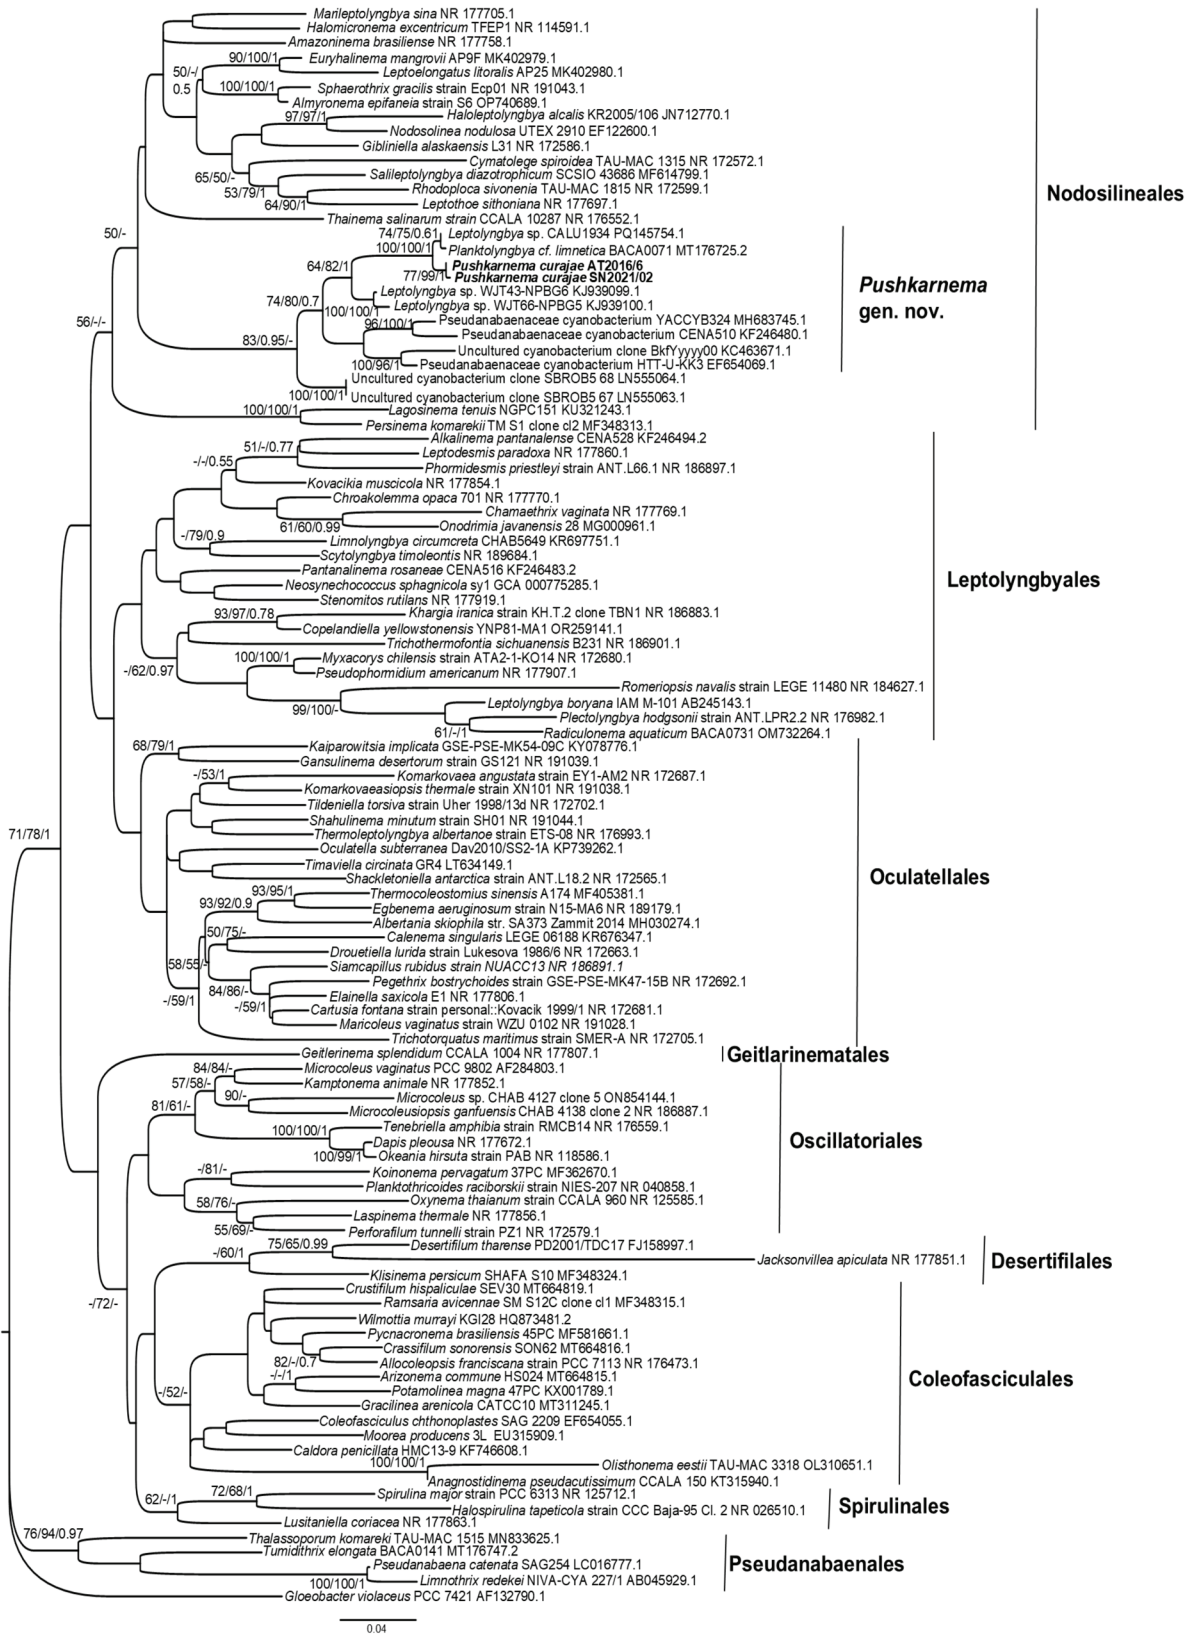 Marileptolyngbya sina NR 177705.1
Halomicronema excentricum TFEP1 NR 114591.1
Amazoninema brasiliense NR 177758.1
90/100/1
Euryhalinema mangrovii AP9F MK402979.1
50/-/
0.5
Leptoelongatus litoralis AP25 MK402980.1
100/100/1
Sphaerothrix gracilis strain Ecp01 NR 191043.1
Almyronema epifaneia strain S6 OP740689.1
97/97/1
Haloleptolyngbya alcalis KR2005/106 JN712770.1
Nodosolinea nodulosa UTEX 2910 EF122600.1
Gibliniella alaskaensis L31 NR 172586.1
Cymatolege spiroidea TAU-MAC 1315 NR 172572.1
65/50/-
Salileptolyngbya diazotrophicum SCSIO 43686 MF614799.1
53/79/1
Rhodoploca sivonenia TAU-MAC 1815 NR 172599.1
64/90/1
Leptothoe sithoniana NR 177697.1
Nodosilineales
Thainema salinarum strain CCALA 10287 NR 176552.1
50/-
74/75/0.61
Leptolyngbya sp. CALU1934 PQ145754.1
100/100/1
Planktolyngbya cf. limnetica BACA0071 MT176725.2
64/82/1
Pushkarnema curajae AT2016/6
77/99/1
Pushkarnema curajae SN2021/02
Pushkarnema
gen. nov.
Leptolyngbya sp. WJT43-NPBG6 KJ939099.1
74/80/0.7
100/100/1
Leptolyngbya sp. WJT66-NPBG5 KJ939100.1
56/-/-
96/100/1
Pseudanabaenaceae cyanobacterium YACCYB324 MH683745.1
Pseudanabaenaceae cyanobacterium CENA510 KF246480.1
83/0.95/-
Uncultured cyanobacterium clone BkfYyyyy00 KC463671.1
100/96/1
Pseudanabaenaceae cyanobacterium HTT-U-KK3 EF654069.1
Uncultured cyanobacterium clone SBROB5 68 LN555064.1
100/100/1
Uncultured cyanobacterium clone SBROB5 67 LN555063.1
100/100/1
Lagosinema tenuis NGPC151 KU321243.1
Persinema komarekii TM S1 clone cl2 MF348313.1
Alkalinema pantanalense CENA528 KF246494.2
51/-/0.77
Leptodesmis paradoxa NR 177860.1
-/-/0.55
Phormidesmis priestleyi strain ANT.L66.1 NR 186897.1
Kovacikia muscicola NR 177854.1
Chroakolemma opaca 701 NR 177770.1
Chamaethrix vaginata NR 177769.1
61/60/0.99
Onodrimia javanensis 28 MG000961.1
-/79/0.9
Limnolyngbya circumcreta CHAB5649 KR697751.1
Scytolyngbya timoleontis NR 189684.1
Pantanalinema rosaneae CENA516 KF246483.2
Leptolyngbyales
Neosynechococcus sphagnicola sy1 GCA 000775285.1
Stenomitos rutilans NR 177919.1
93/97/0.78
Khargia iranica strain KH.T.2 clone TBN1 NR 186883.1
Copelandiella yellowstonensis YNP81-MA1 OR259141.1
Trichothermofontia sichuanensis B231 NR 186901.1
100/100/1
Myxacorys chilensis strain ATA2-1-KO14 NR 172680.1
-/62/0.97
Pseudophormidium americanum NR 177907.1
Romeriopsis navalis strain LEGE 11480 NR 184627.1
99/100/-
Leptolyngbya boryana IAM M-101 AB245143.1
Plectolyngbya hodgsonii strain ANT.LPR2.2 NR 176982.1
61/-/1
Radiculonema aquaticum BACA0731 OM732264.1
68/79/1
Kaiparowitsia implicata GSE-PSE-MK54-09C KY078776.1
Gansulinema desertorum strain GS121 NR 191039.1
-/53/1
Komarkovaea angustata strain EY1-AM2 NR 172687.1
Komarkovaeasiopsis thermale strain XN101 NR 191038.1
Tildeniella torsiva strain Uher 1998/13d NR 172702.1
Shahulinema minutum strain SH01 NR 191044.1
71/78/1
Thermoleptolyngbya albertanoe strain ETS-08 NR 176993.1
Oculatella subterranea Dav2010/SS2-1A KP739262.1
Timaviella circinata GR4 LT634149.1
Shackletoniella antarctica strain ANT.L18.2 NR 172565.1
Oculatellales
93/95/1
Thermocoleostomius sinensis A174 MF405381.1
93/92/0.9
Egbenema aeruginosum strain N15-MA6 NR 189179.1
Albertania skiophila str. SA373 Zammit 2014 MH030274.1
50/75/-
Calenema singularis LEGE 06188 KR676347.1
Drouetiella lurida strain Lukesova 1986/6 NR 172663.1
58/55/-
Siamcapillus rubidus strain NUACC13 NR 186891.1
84/86/-
Pegethrix bostrychoides strain GSE-PSE-MK47-15B NR 172692.1
-/59/1
Elainella saxicola E1 NR 177806.1
-/59/1
Cartusia fontana strain personal::Kovacik 1999/1 NR 172681.1
Maricoleus vaginatus strain WZU 0102 NR 191028.1
Trichotorquatus maritimus strain SMER-A NR 172705.1
Geitlerinema splendidum CCALA 1004 NR 177807.1
Geitlarinematales
84/84/-
Microcoleus vaginatus PCC 9802 AF284803.1
57/58/-
Kamptonema animale NR 177852.1
90/-
Microcoleus sp. CHAB 4127 clone 5 ON854144.1
81/61/-
Microcoleusiopsis ganfuensis CHAB 4138 clone 2 NR 186887.1
100/100/1
Tenebriella amphibia strain RMCB14 NR 176559.1
Oscillatoriales
Dapis pleousa NR 177672.1
100/99/1
Okeania hirsuta strain PAB NR 118586.1
-/81/-
Koinonema pervagatum 37PC MF362670.1
Planktothricoides raciborskii strain NIES-207 NR 040858.1
58/76/-
Oxynema thaianum strain CCALA 960 NR 125585.1
Laspinema thermale NR 177856.1
55/69/-
Perforafilum tunnelli strain PZ1 NR 172579.1
75/65/0.99
Desertifilum tharense PD2001/TDC17 FJ158997.1
-/60/1
Jacksonvillea apiculata NR 177851.1
Desertifilales
Klisinema persicum SHAFA S10 MF348324.1
Crustifilum hispaliculae SEV30 MT664819.1
-/72/-
Ramsaria avicennae SM S12C clone cl1 MF348315.1
Wilmottia murrayi KGI28 HQ873481.2
Pycnacronema brasiliensis 45PC MF581661.1
Crassifilum sonorensis SON62 MT664816.1
82/-/0.7
Allocoleopsis franciscana strain PCC 7113 NR 176473.1
-/-/1
Arizonema commune HS024 MT664815.1
Coleofasciculales
-/52/-
Potamolinea magna 47PC KX001789.1
Gracilinea arenicola CATCC10 MT311245.1
Coleofasciculus chthonoplastes SAG 2209 EF654055.1
Moorea producens 3L EU315909.1
Caldora penicillata HMC13-9 KF746608.1
100/100/1
Olisthonema eestii TAU-MAC 3318 OL310651.1
Anagnostidinema pseudacutissimum CCALA 150 KT315940.1
72/68/1
Spirulina major strain PCC 6313 NR 125712.1
62/-/1
Halospirulina tapeticola strain CCC Baja-95 Cl. 2 NR 026510.1
Spirulinales
Lusitaniella coriacea NR 177863.1
76/94/0.97
Thalassoporum komareki TAU-MAC 1515 MN833625.1
Tumidithrix elongata BACA0141 MT176747.2
Pseudanabaena catenata SAG254 LC016777.1
Pseudanabaenales
100/100/1
Limnothrix redekei NIVA-CYA 227/1 AB045929.1
Gloeobacter violaceus PCC 7421 AF132790.1
0.04